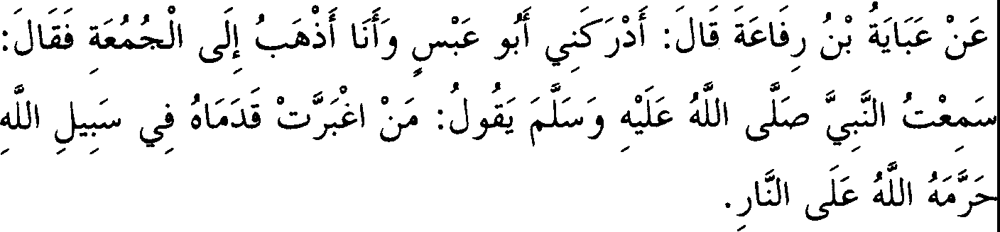 عَنْ عَبَايَةُ بْنُ رِفَاعَةَ قَالَ: أَدْرَكَنِي أَبُو عَبْسٍ وَأَنَا أَذْهَبُ إِلَى الْجُمُعَةِ فَقَالَ:
سَمِعْتُ النَّبِيَّ صَلَّى اللَّهُ عَلَيْهِ وَسَلَّمَ يَقُولُ: مَنْ اغْبَرَّتْ قَدَمَاهُ فِي سَبِيلِ اللَّهِ
حَرَّمَهُ اللَّهُ عَلَى النَّارِ.